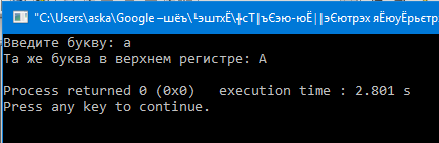 "C:\Users\aska\Google
Введите букву: a
Та же буква в верхнем регистре: A
Process returned 0 (0x0)   execution time : 2.801 s
Press any key to continue.